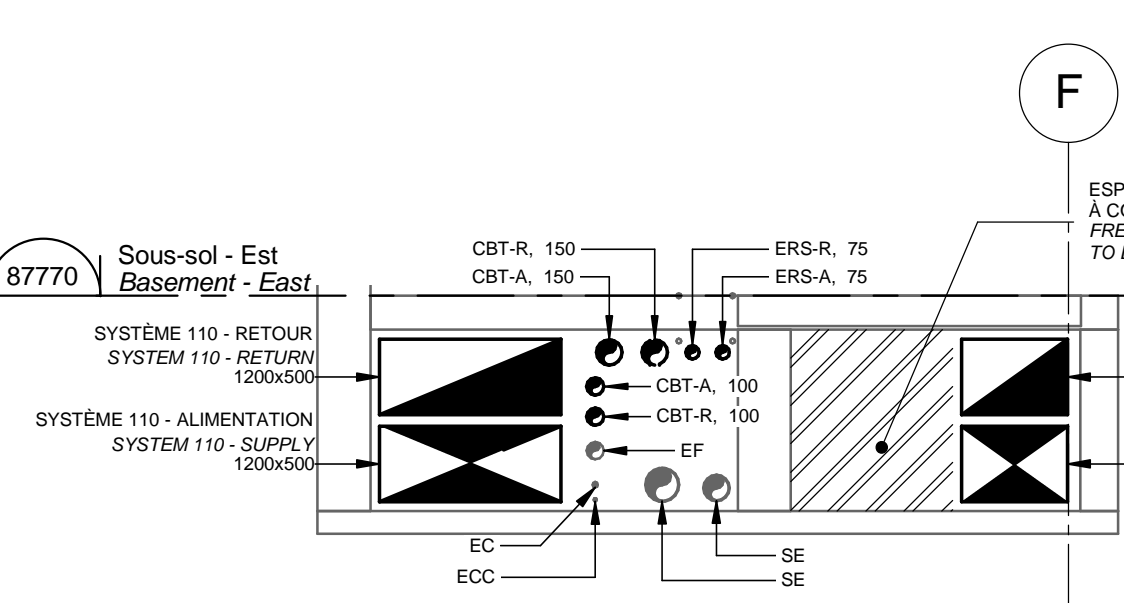 F
ESP
À CO
FRE
87770
Sous-sol - Est
Basement - East
CBT-R, 150
CBT-A, 150
ERS-R, 75
ERS-A, 75
SYSTÈME 110 - RETOUR
SYSTEM 110 - RETURN
1200x500
SYSTÈME 110 - ALIMENTATION
SYSTEM 110 - SUPPLY
1200x500
CBT-A, 100
CBT-R, 100
EF
EC
ECC
SE
SE